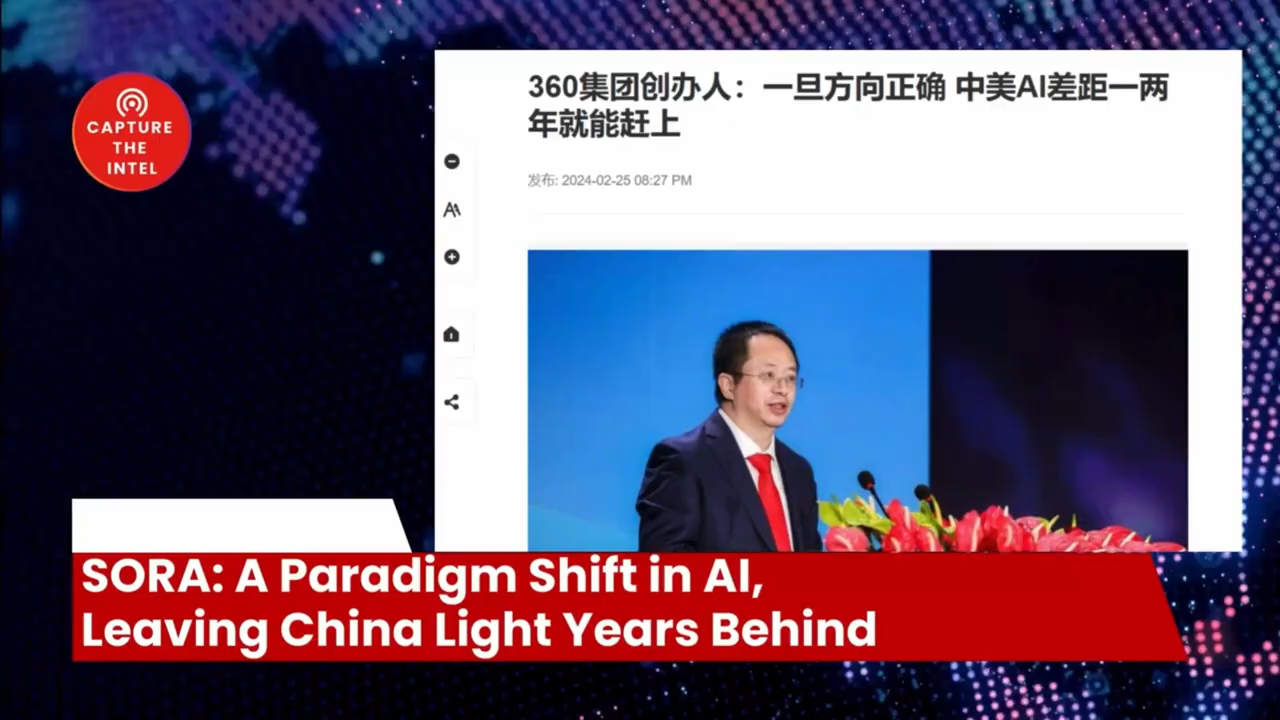 CAPTURE
THE
INTEL
360集团创办人：一旦方向正确 中美AI差距一两
年就能赶上
发布: 2024-02-25 08:27 PM
SORA: A Paradigm Shift in AI,
Leaving China Light Years Behind